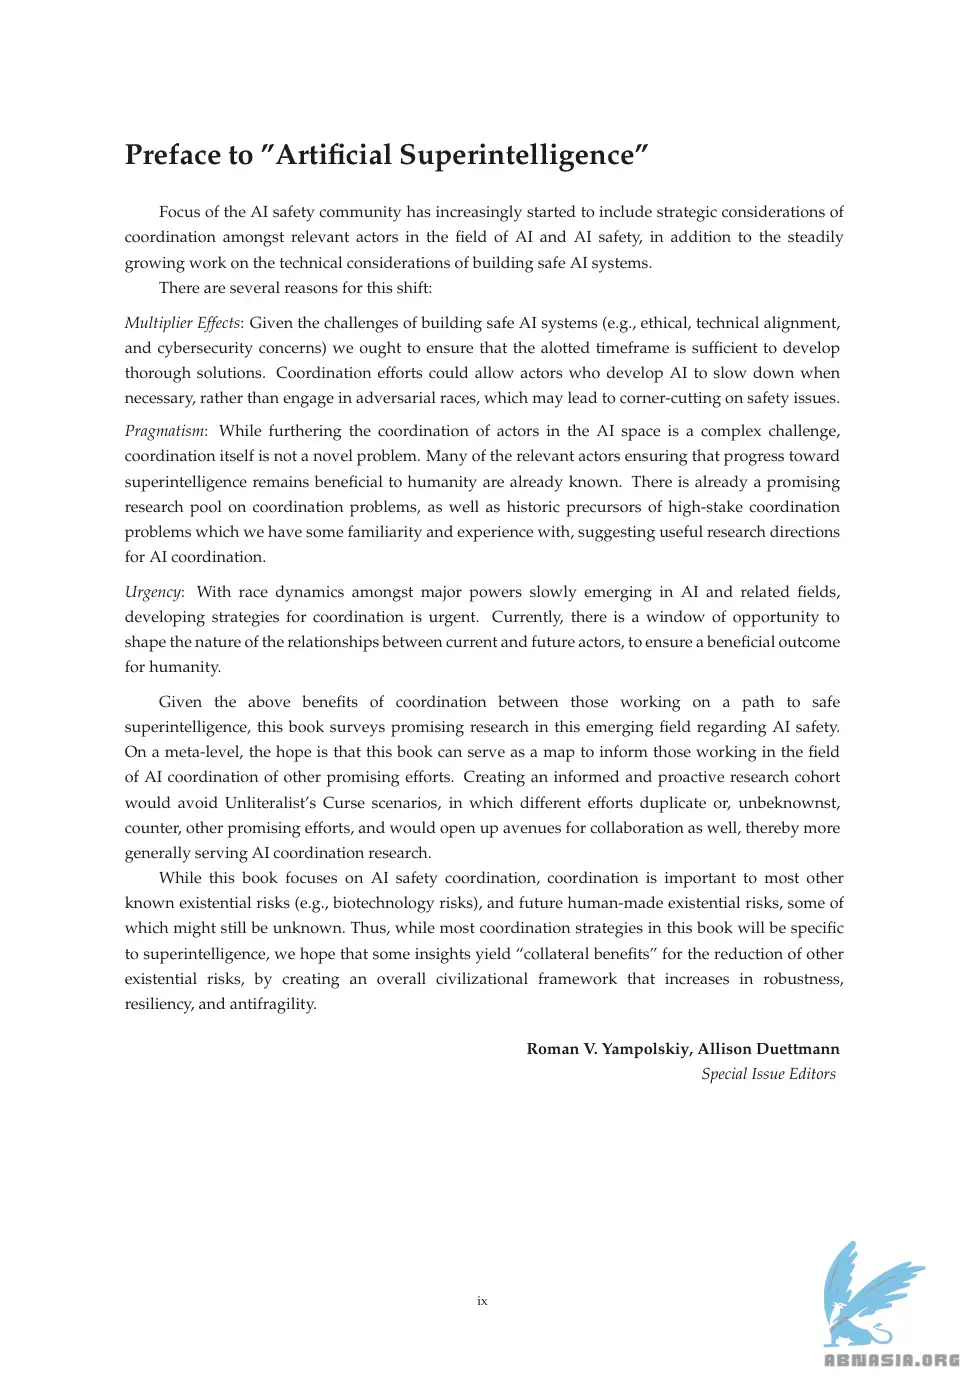 Preface to ”Artificial Superintelligence”
Focus of the AI safety community has increasingly started to include strategic considerations of
coordination amongst relevant actors in the field of AI and AI safety, in addition to the steadily
growing work on the technical considerations of building safe AI systems.
There are several reasons for this shift:
Multiplier Effects: Given the challenges of building safe AI systems (e.g., ethical, technical alignment,
and cybersecurity concerns) we ought to ensure that the alotted timeframe is sufficient to develop
thorough solutions. Coordination efforts could allow actors who develop AI to slow down when
necessary, rather than engage in adversarial races, which may lead to corner-cutting on safety issues.
Pragmatism: While furthering the coordination of actors in the AI space is a complex challenge,
coordination itself is not a novel problem. Many of the relevant actors ensuring that progress toward
superintelligence remains beneficial to humanity are already known. There is already a promising
research pool on coordination problems, as well as historic precursors of high-stake coordination
problems which we have some familiarity and experience with, suggesting useful research directions
for AI coordination.
Urgency: With race dynamics amongst major powers slowly emerging in AI and related fields,
developing strategies for coordination is urgent. Currently, there is a window of opportunity to
shape the nature of the relationships between current and future actors, to ensure a beneficial outcome
for humanity.
Given the above benefits of coordination between those working on a path to safe
superintelligence, this book surveys promising research in this emerging field regarding AI safety.
On a meta-level, the hope is that this book can serve as a map to inform those working in the field
of AI coordination of other promising efforts. Creating an informed and proactive research cohort
would avoid Unliteralist’s Curse scenarios, in which different efforts duplicate or, unbeknownst,
counter, other promising efforts, and would open up avenues for collaboration as well, thereby more
generally serving AI coordination research.
While this book focuses on AI safety coordination, coordination is important to most other
known existential risks (e.g., biotechnology risks), and future human-made existential risks, some of
which might still be unknown. Thus, while most coordination strategies in this book will be specific
to superintelligence, we hope that some insights yield “collateral benefits” for the reduction of other
existential risks, by creating an overall civilizational framework that increases in robustness,
resiliency, and antifragility.
Roman V. Yampolskiy, Allison Duettmann
Special Issue Editors
ix
ABNASIA.ORG